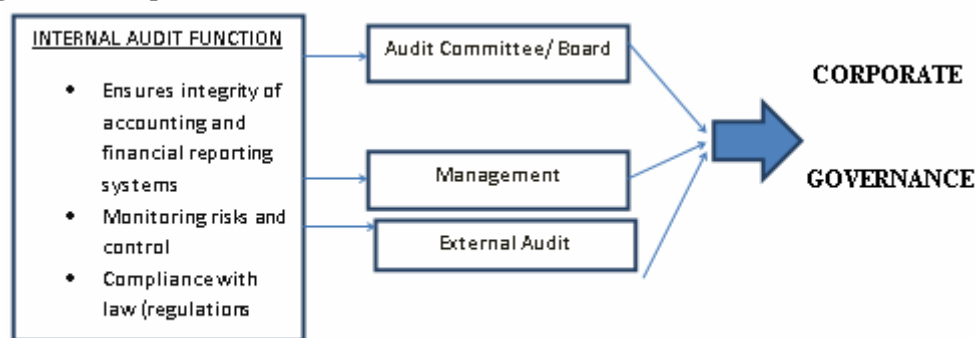 INTERNAL AUDIT FUNCTION
• Ensures integrity of
accounting and
financial reporting
systems
• Monitoring risks and
control
• Compliance with
law (regulations
Audit Committee/ Board
Management
External Audit
CORPORATE
GOVERNANCE